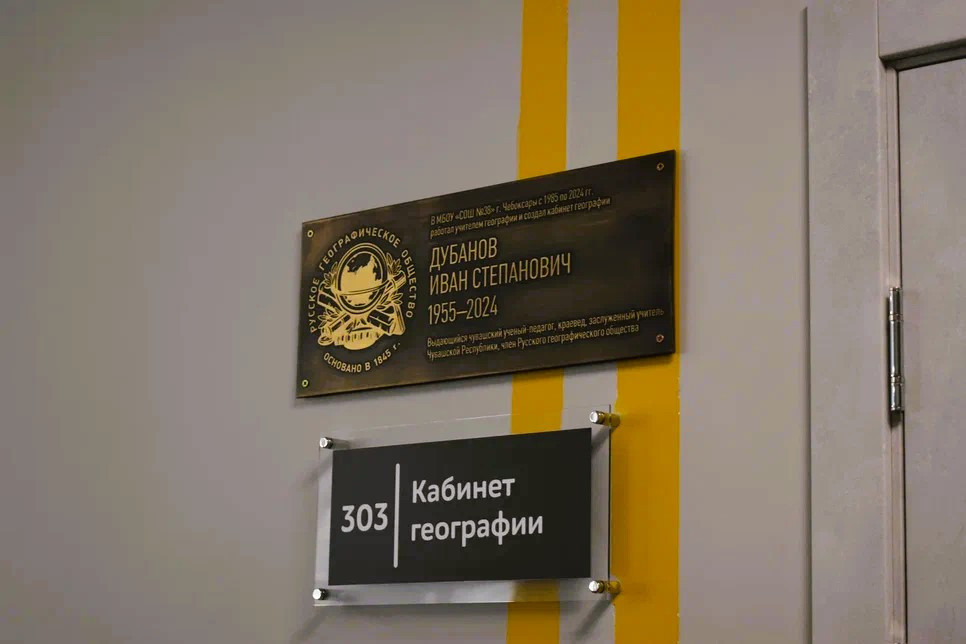 В МБОУ «СОШ №38» г. Чебоксары с 1985 по 2024 гг.
работал учителем географии и создал кабинет географии
ДУБАНОВ
ИВАН СТЕПАНОВИЧ
1955–2024
Выдающийся чувашский ученый-педагог, краевед, заслуженный учитель
Чувашской Республики, член Русского географического общества
РУССКОЕ ГЕОГРАФИЧЕСКОЕ ОБЩЕСТВО
ОСНОВАНО В 1845 г.
303
Кабинет
географии